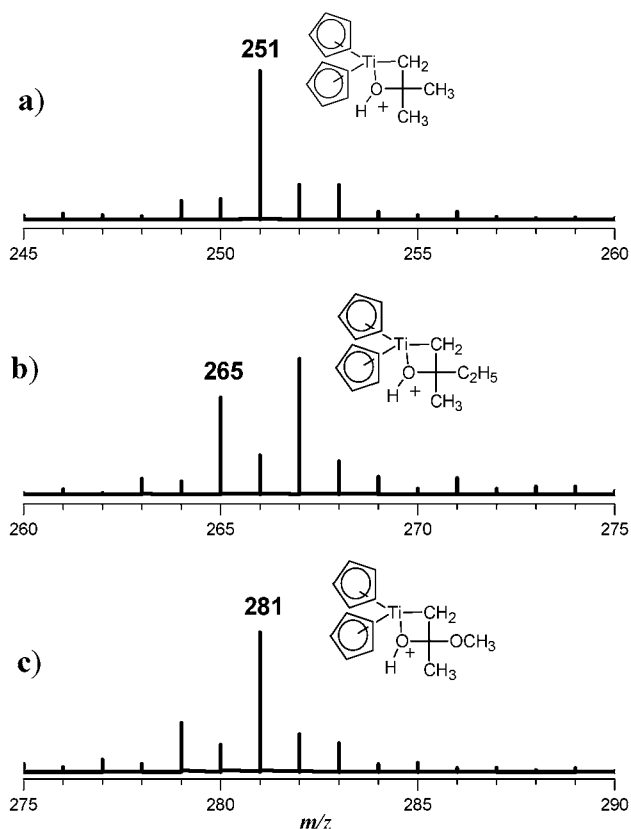 251
Ti
CH2
O
H
+
CH3
CH3
a)
245
250
255
260
Ti
CH2
O
H
+
C2H5
CH3
b)
265
260
265
270
275
Ti
CH2
O
H
+
OCH3
CH3
c)
281
275
280
285
290
m/z